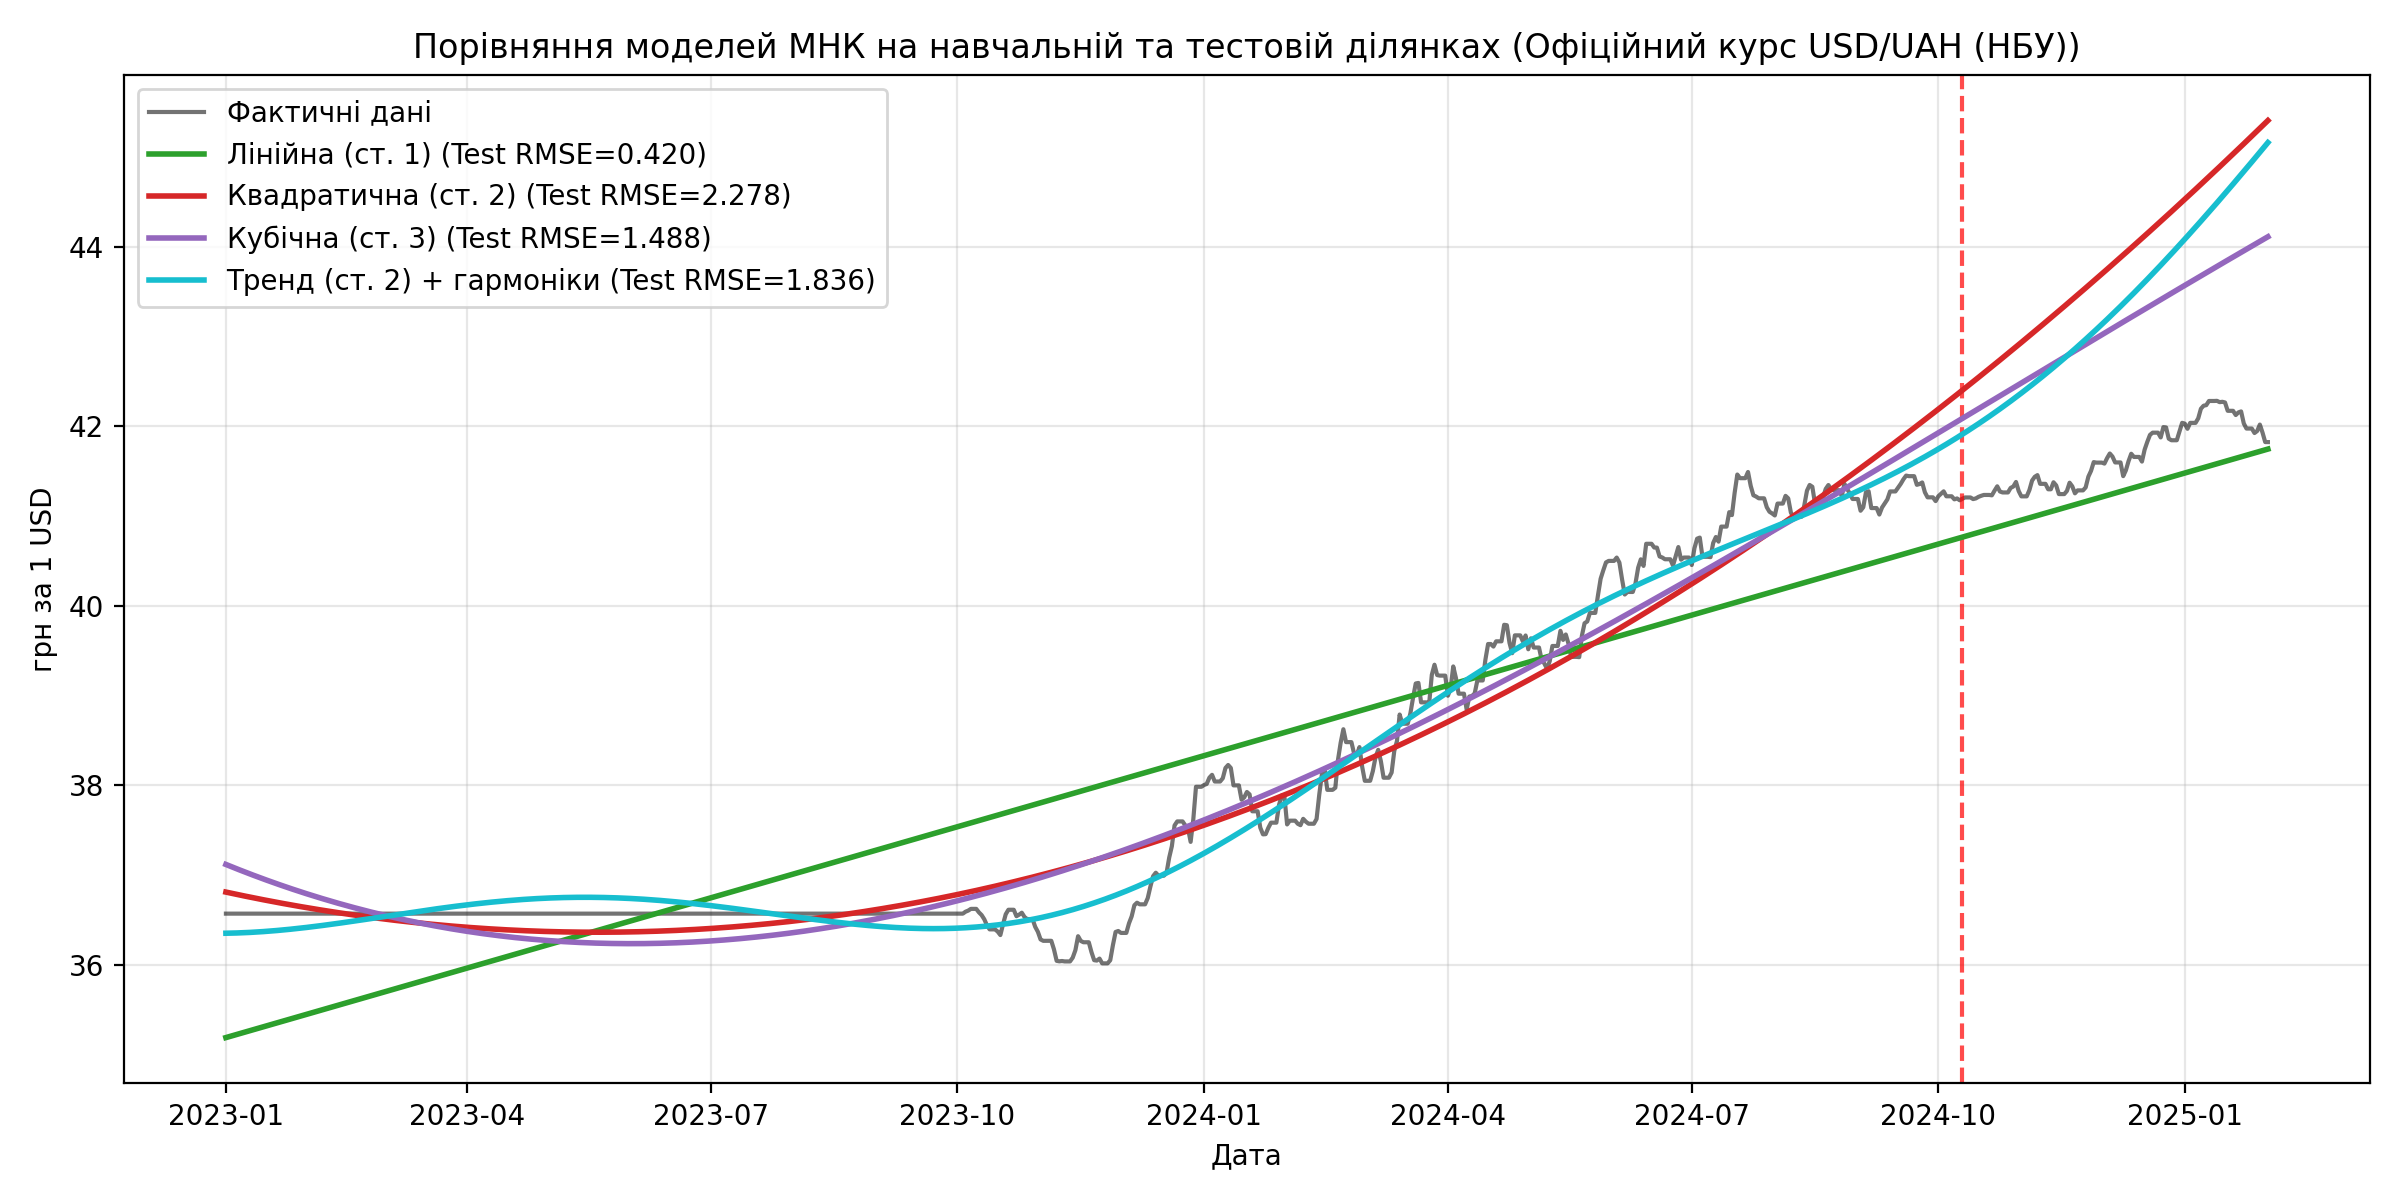 Порівняння моделей МНК на навчальній та тестовій ділянках (Офіційний курс USD/UAH (НБУ))
Фактичні дані
Лінійна (ст. 1) (Test RMSE=0.420)
Квадратична (ст. 2) (Test RMSE=2.278)
Кубічна (ст. 3) (Test RMSE=1.488)
Тренд (ст. 2) + гармоніки (Test RMSE=1.836)
грн за 1 USD
44
42
40
38
36
2023-01
2023-04
2023-07
2023-10
2024-01
2024-04
2024-07
2024-10
2025-01
Дата